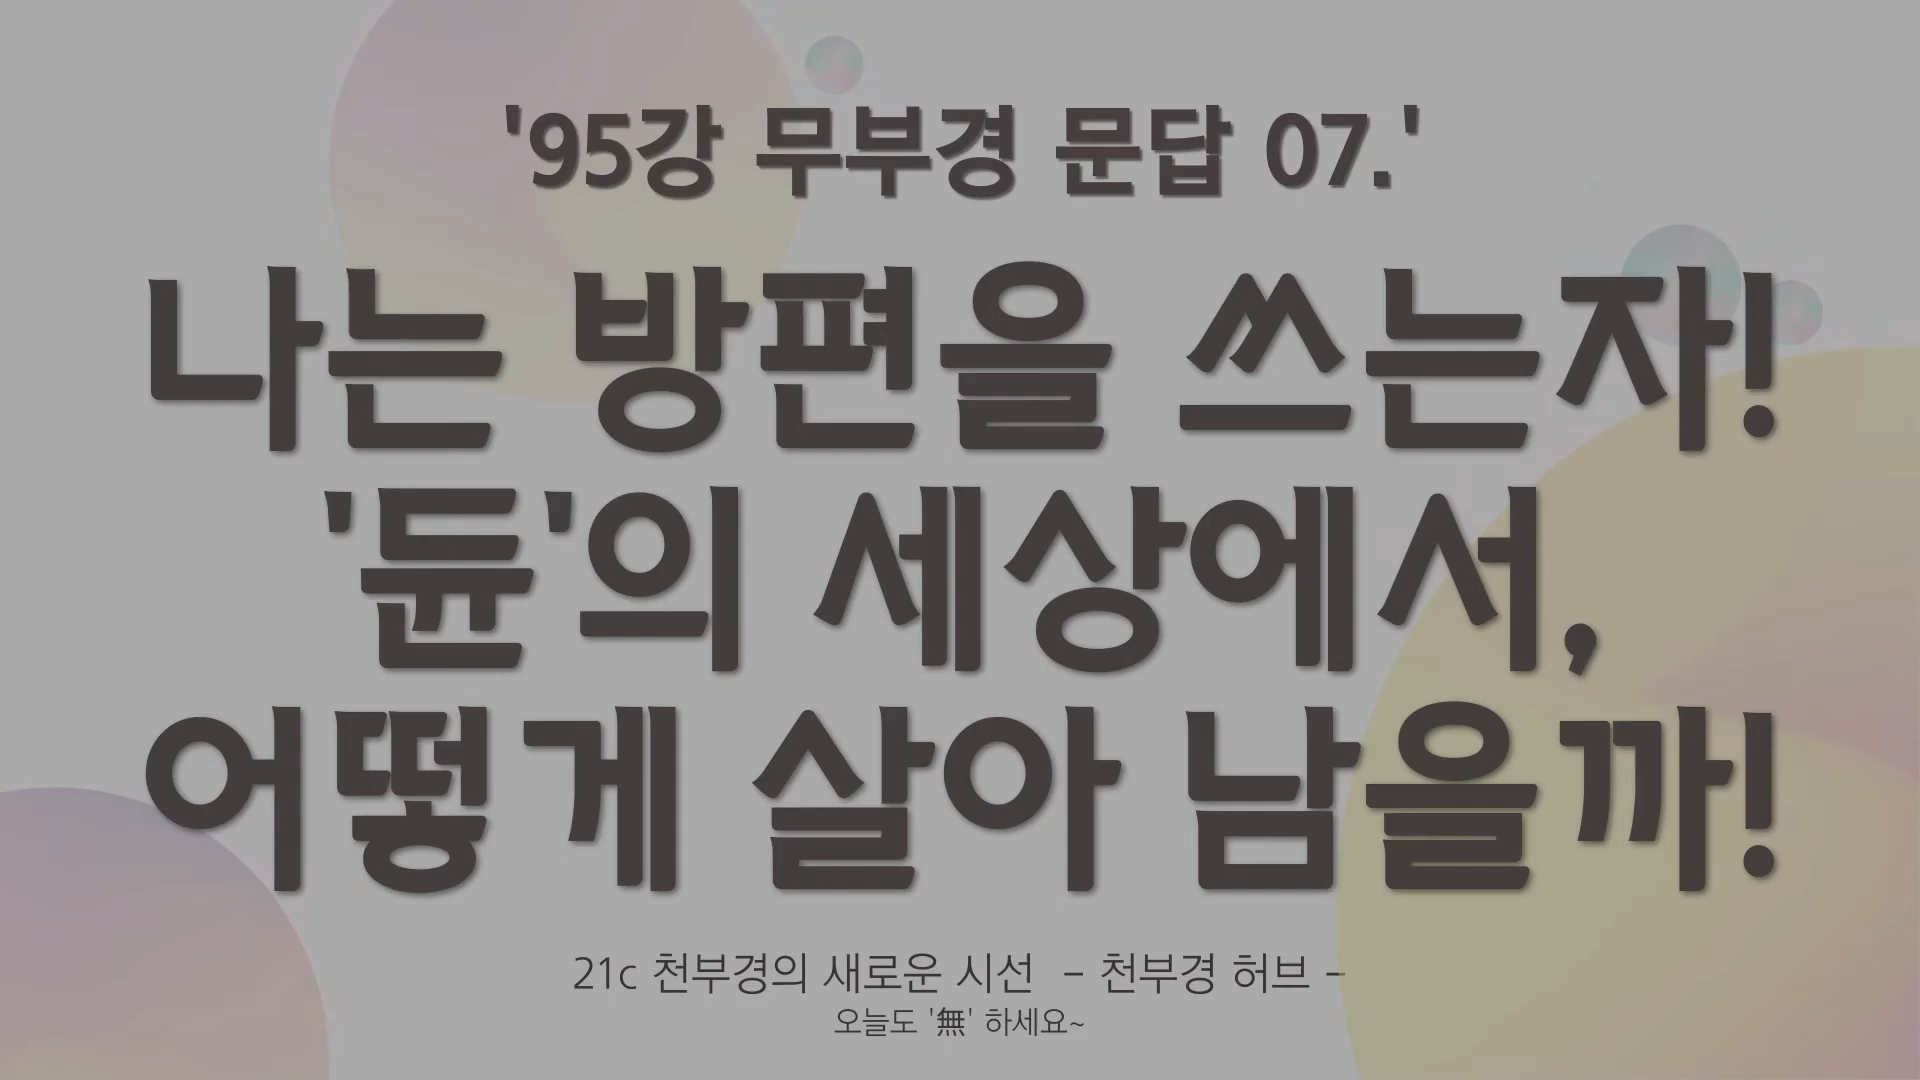 '95강 무부경 문답 07.'
나는 방편을 쓰는자!
'듄'의 세상에서,
어떻게 살아 남을까!
21c 천부경의 새로운 시선 - 천부경 허브 -
오늘도 '無' 하세요~